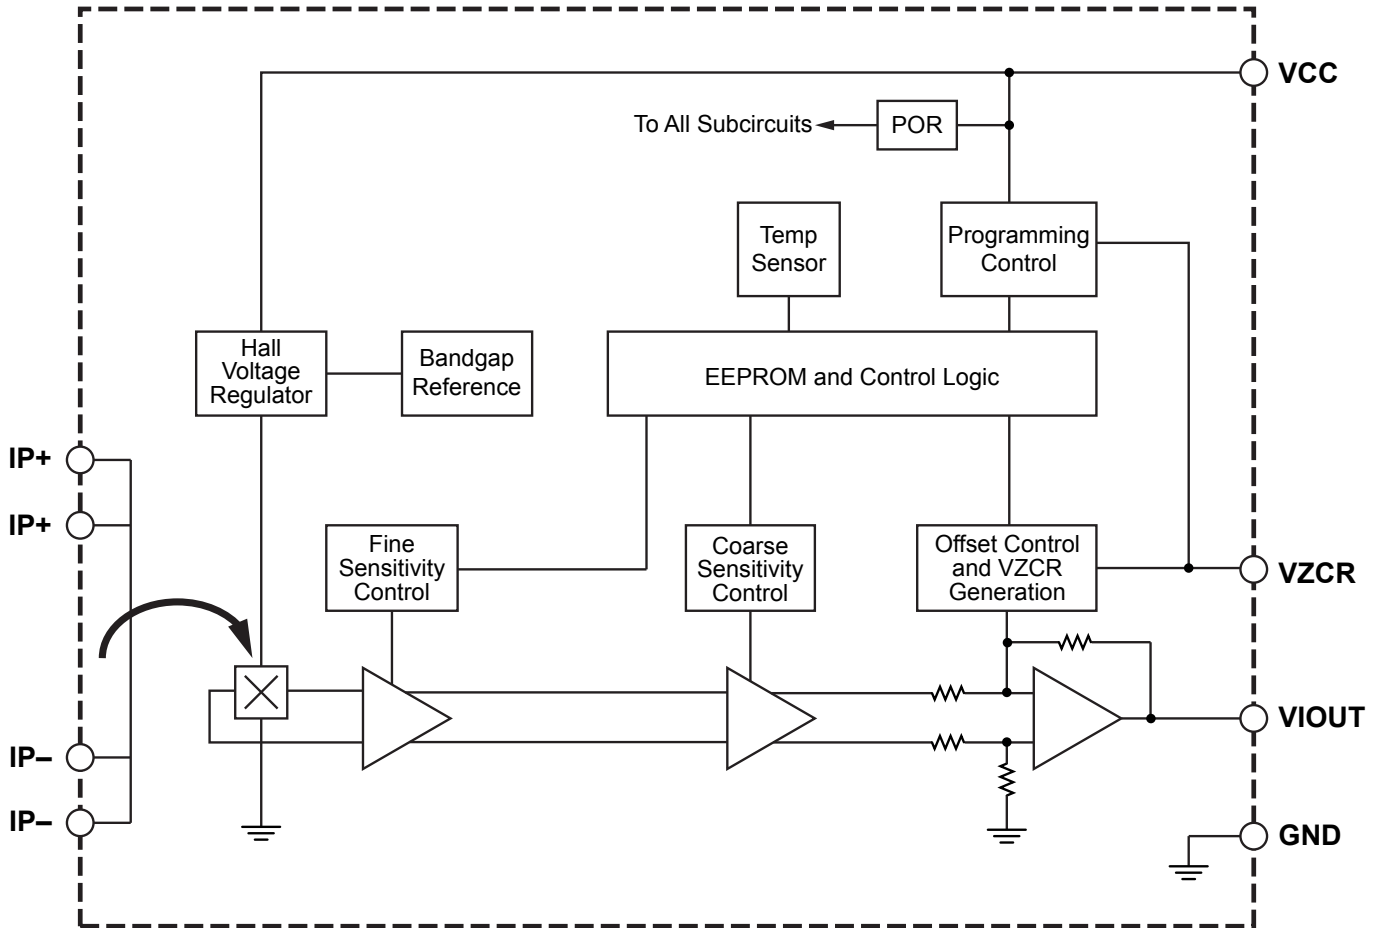 VCC
To All Subcircuits
POR
Temp
Sensor
Programming
Control
Hall
Voltage
Regulator
Bandgap
Reference
EEPROM and Control Logic
IP+
IP+
Fine
Sensitivity
Control
Coarse
Sensitivity
Control
Offset Control
and VZCR
Generation
VZCR
VIOUT
IP–
IP–
GND